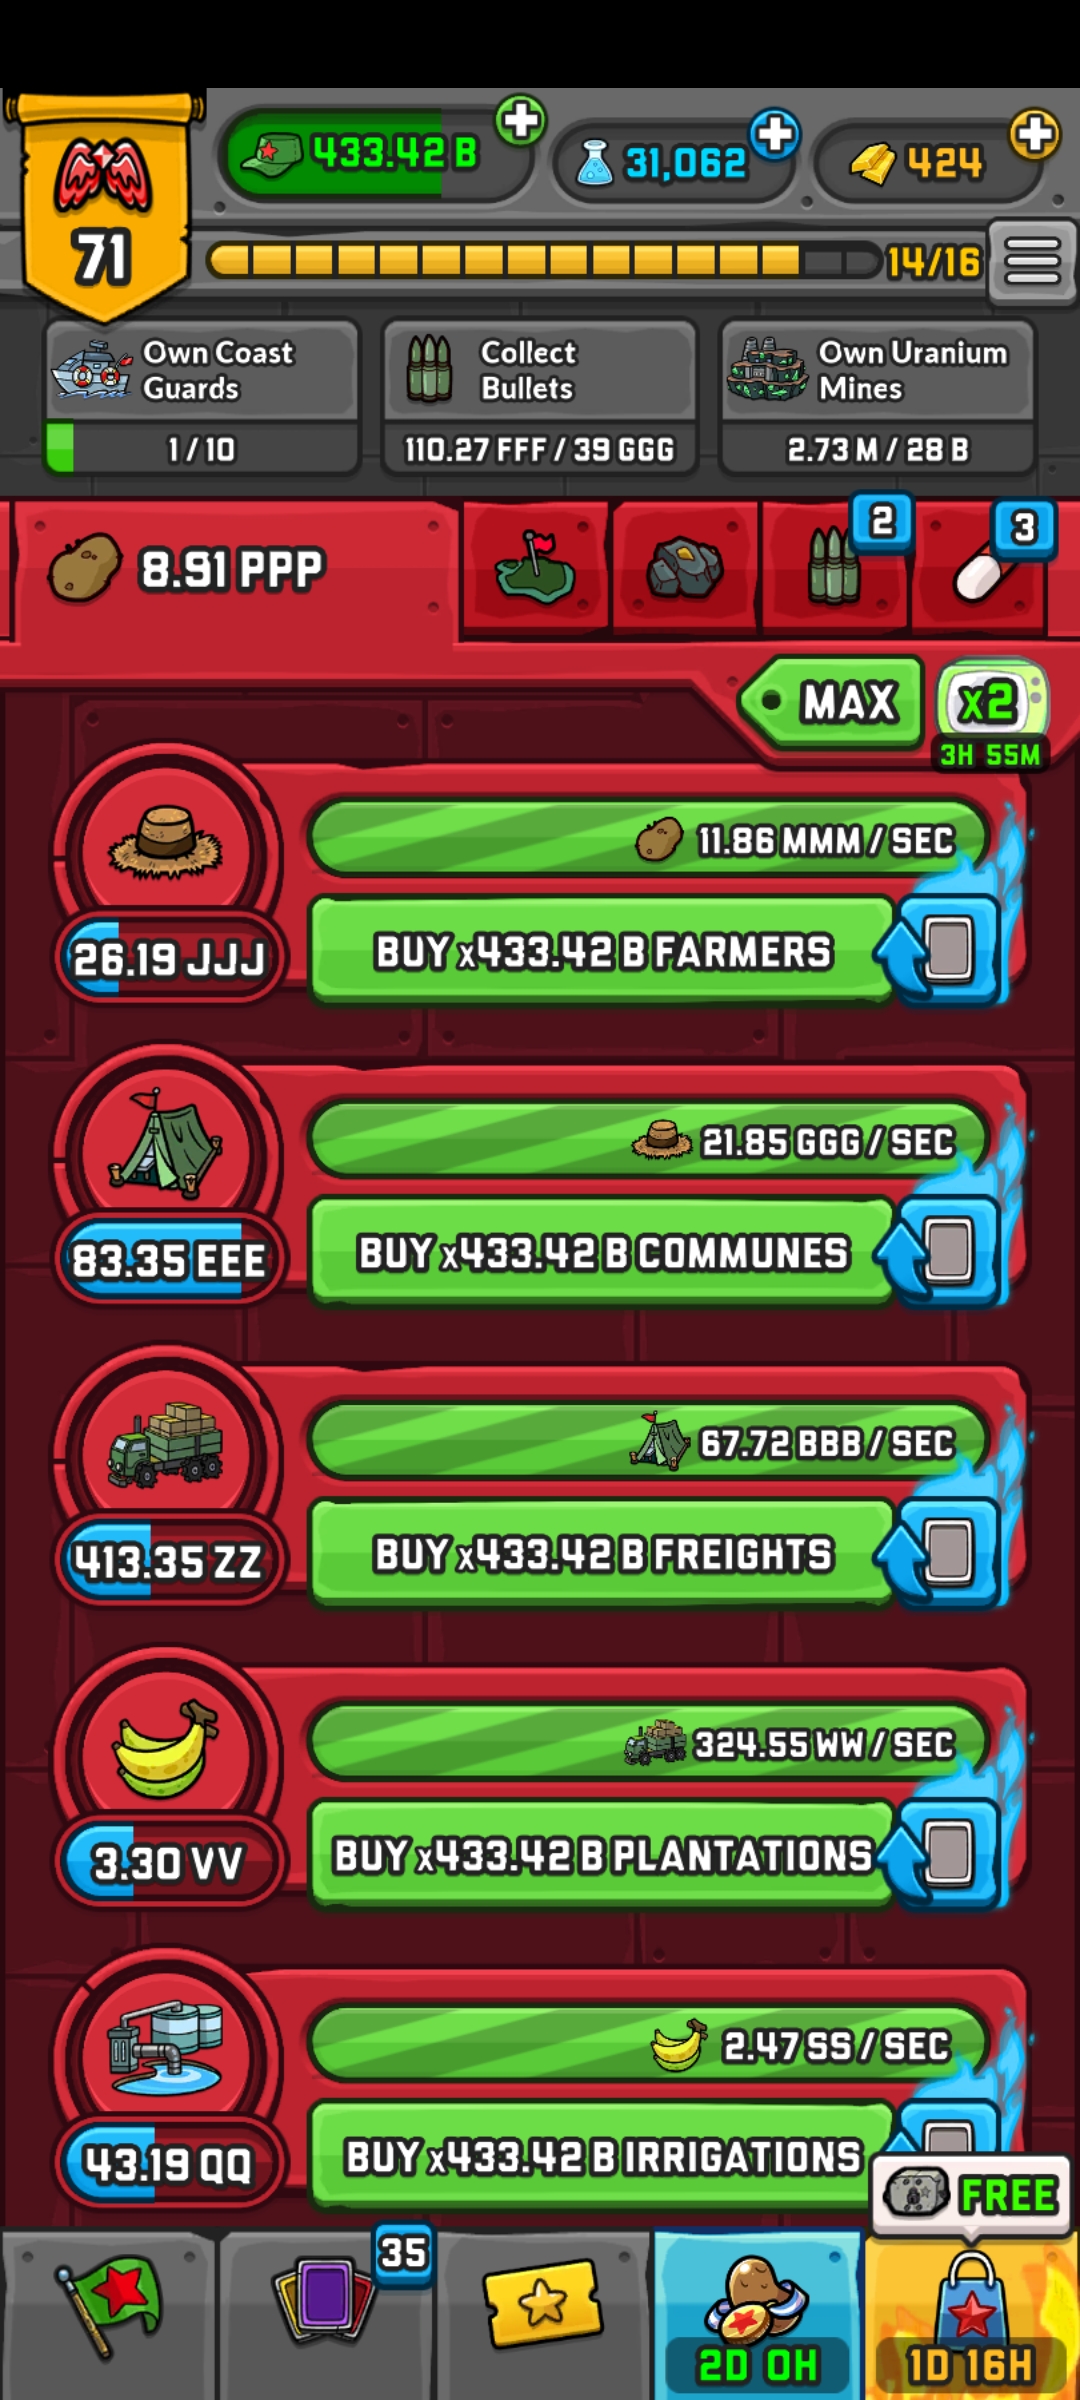 433.42 B
31,062
424
71
14/16
Own Coast
Guards
1 / 10
Collect
Bullets
110.27 FFF / 39 GGG
Own Uranium
Mines
2.73 M / 28 B
8.91 PPP
2
3
MAX
x2
3H 55M
11.86 MMM / SEC
26.19 JJJ
BUY x433.42 B FARMERS
21.85 GGG / SEC
83.35 EEE
BUY x433.42 B COMMUNES
67.72 BBB / SEC
413.35 ZZ
BUY x433.42 B FREIGHTS
324.55 WW / SEC
3.30 VV
BUY x433.42 B PLANTATIONS
2.47 SS / SEC
43.19 QQ
BUY x433.42 B IRRIGATIONS
FREE
35
2D 0H
1D 16H